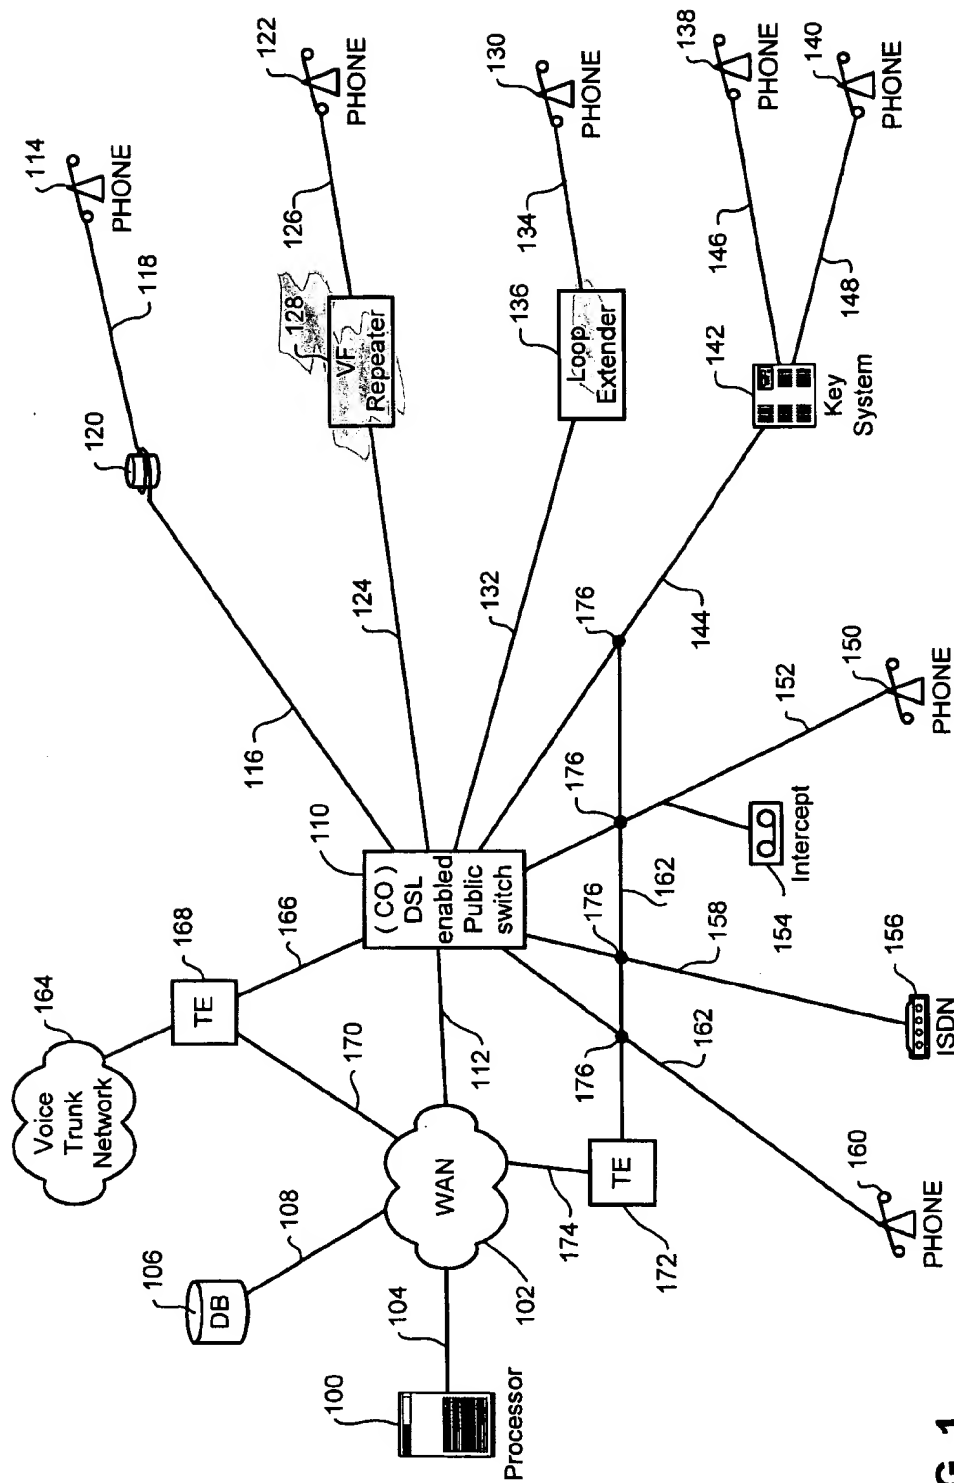 114
PHONE
118
120
116
122
PHONE
126
128
VF
Repeater
124
130
PHONE
134
136
Loop
Extender
132
138
PHONE
140
PHONE
146
148
142
Key
System
144
176
110
(CO)
DSL
enabled
Public
switch
176
152
150
PHONE
Intercept
154
162
176
158
156
ISDN
164
Voice
Trunk
Network
168
TE
166
170
112
162
176
160
PHONE
106
DB
108
WAN
102
174
TE
172
104
100
Processor
G 1